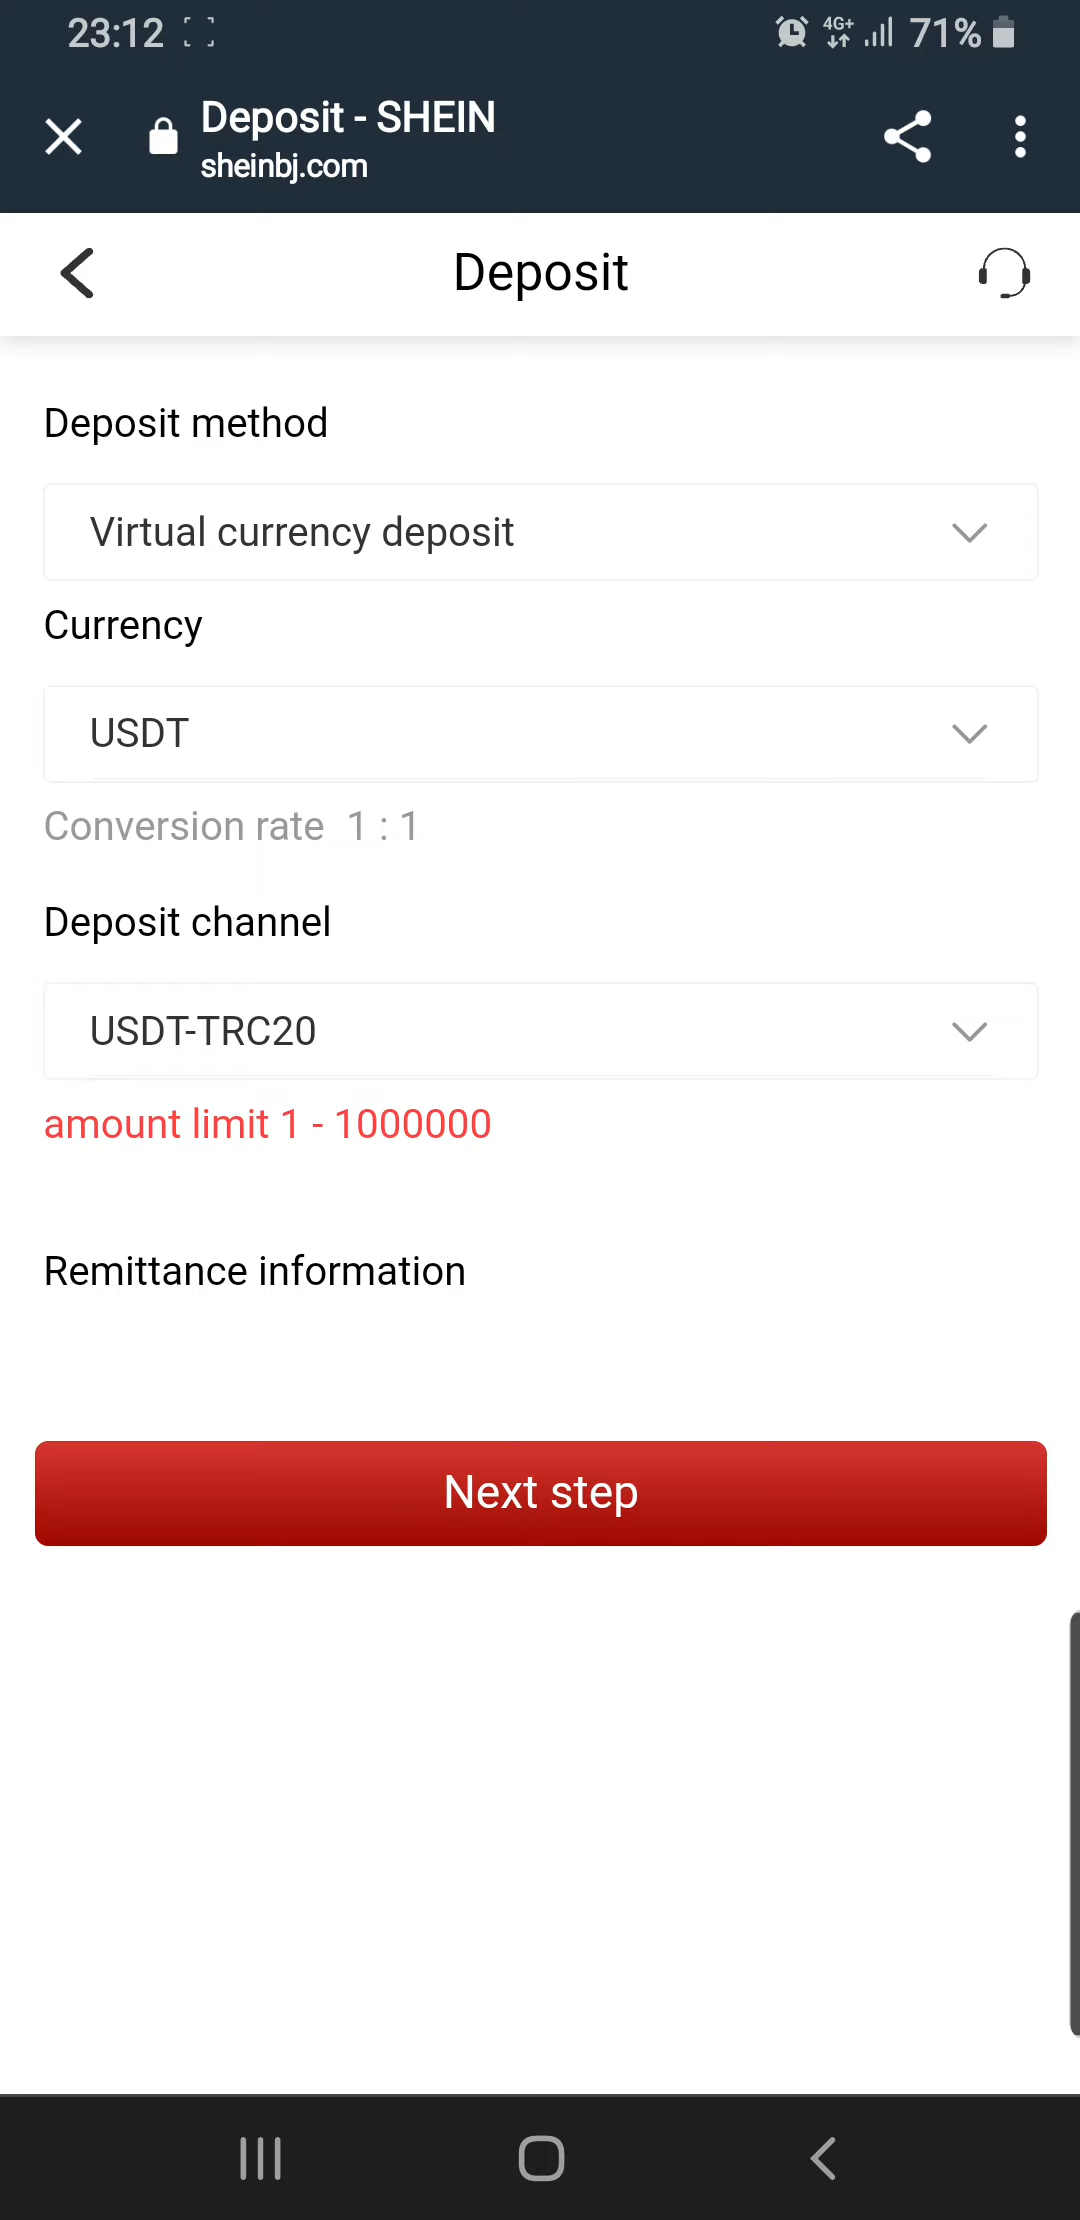 23:12
4G+
71%
Deposit - SHEIN
sheinbj.com
Deposit
Deposit method
Virtual currency deposit
Currency
USDT
Conversion rate 1 : 1
Deposit channel
USDT-TRC20
amount limit 1 - 1000000
Remittance information
Next step